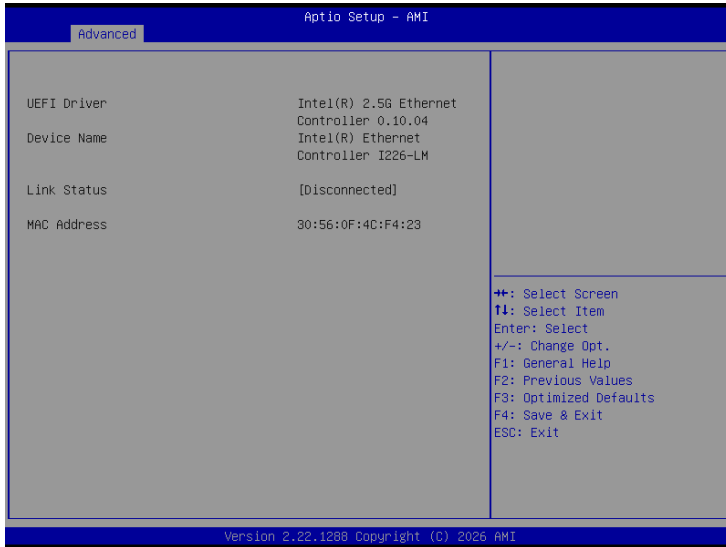 Aptio Setup – AMI
Advanced
UEFI Driver Intel(R) 2.5G Ethernet
Controller 0.10.04
Device Name Intel(R) Ethernet
Controller I226-LM
Link Status [Disconnected]
MAC Address 30:56:0F:4C:F4:23
→←: Select Screen
↑↓: Select Item
Enter: Select
+/-: Change Opt.
F1: General Help
F2: Previous Values
F3: Optimized Defaults
F4: Save & Exit
ESC: Exit
Version 2.22.1288 Copyright (C) 2026 AMI